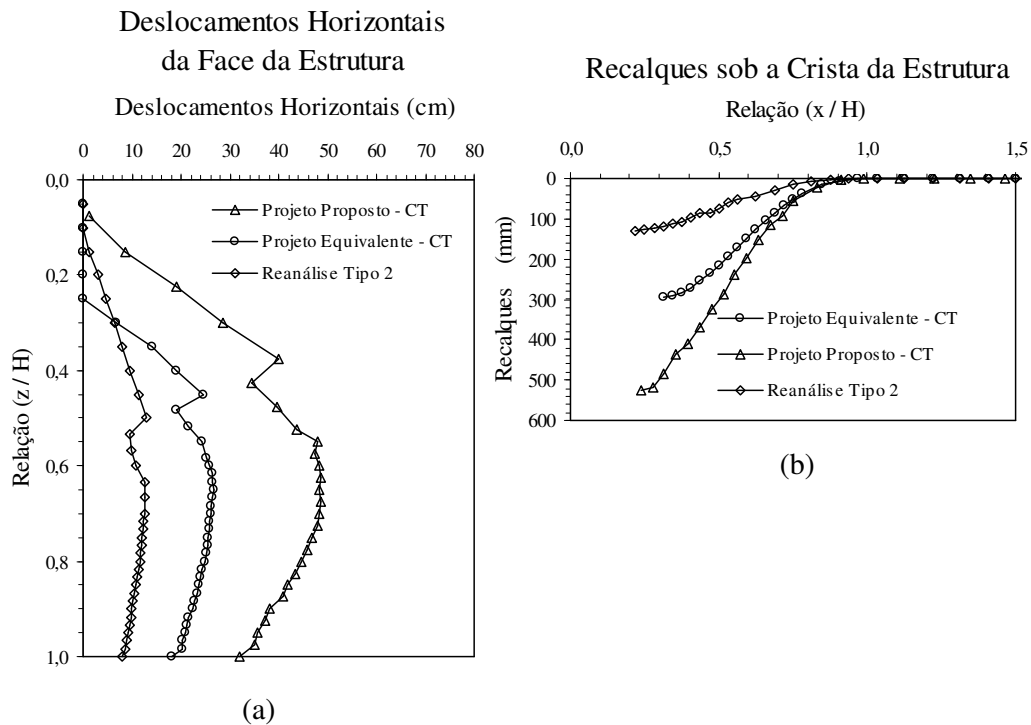 Deslocamentos Horizontais
da Face da Estrutura
Deslocamentos Horizontais (cm)
0 10 20 30 40 50 60 70 80
0,0
0,2
0,4
0,6
0,8
1,0
Relação (z / H)
Projeto Proposto - CT
Projeto Equivalente - CT
Reanálise Tipo 2
(a)
Recalques sob a Crista da Estrutura
Relação (x / H)
0,0 0,5 1,0 1,5
0
100
200
300
400
500
600
Recalques (mm)
Projeto Equivalente - CT
Projeto Proposto - CT
Reanálise Tipo 2
(b)